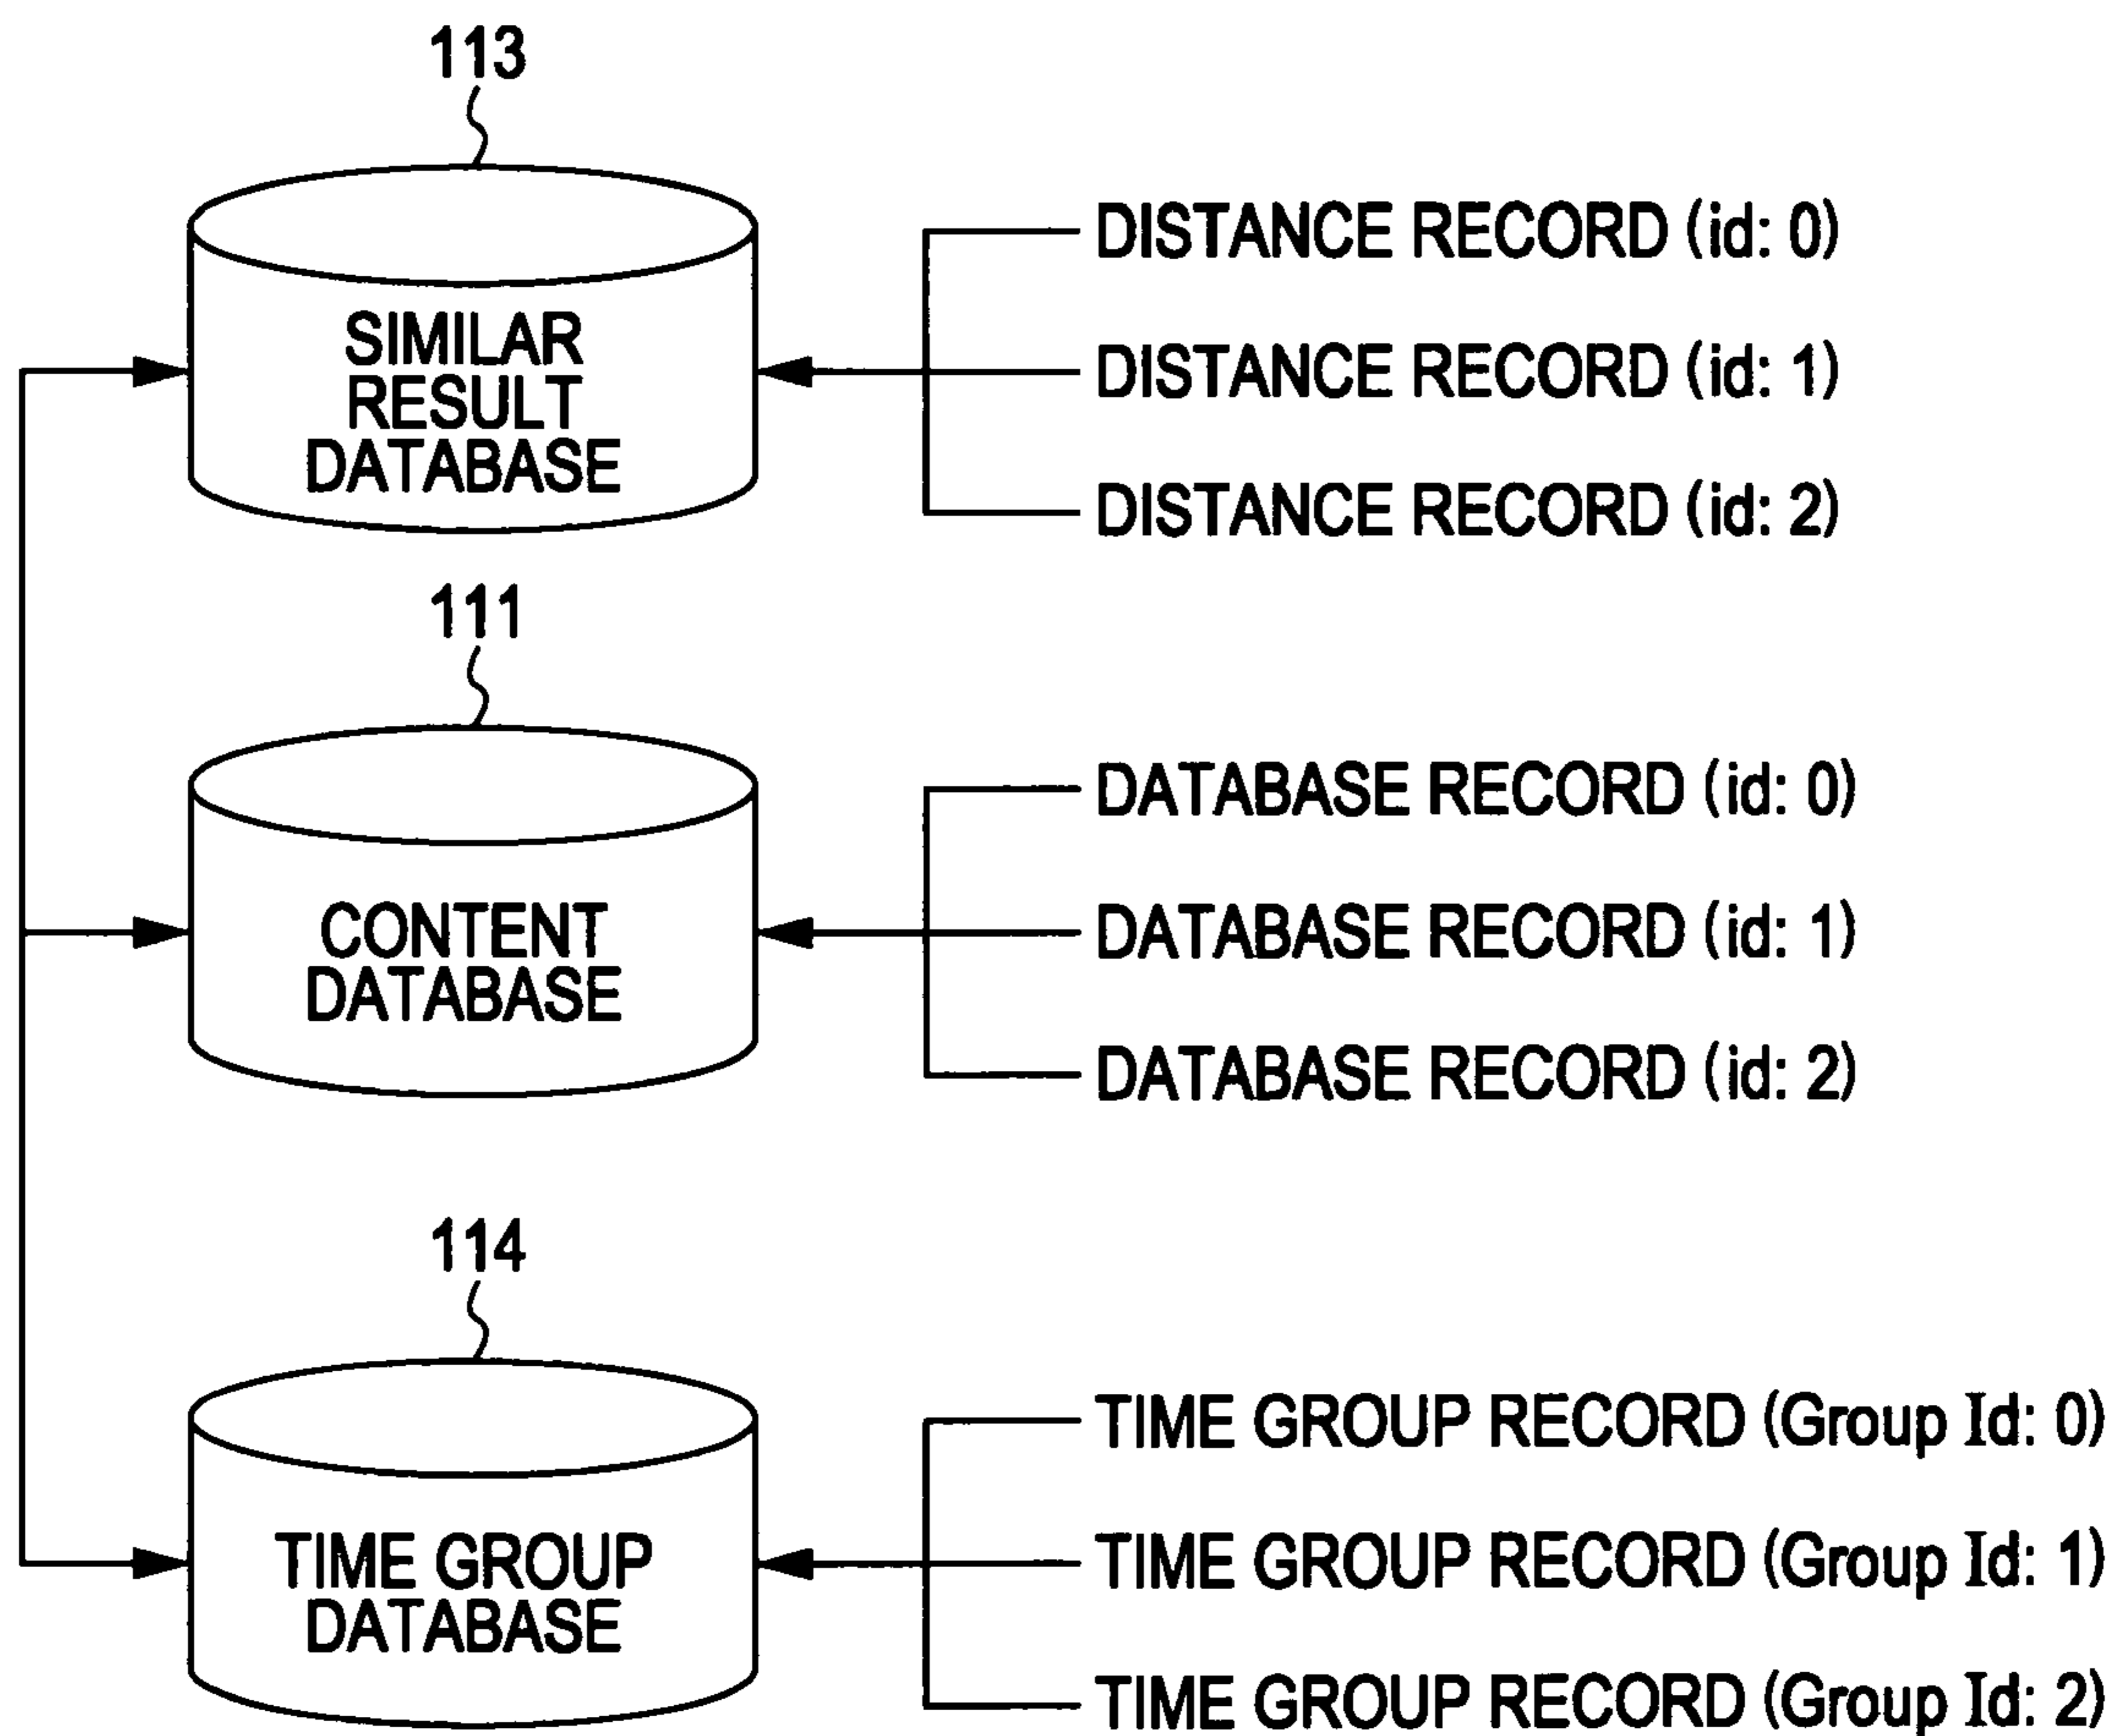 113
SIMILAR
RESULT
DATABASE
DISTANCE RECORD (id: 0)
DISTANCE RECORD (id: 1)
DISTANCE RECORD (id: 2)
111
CONTENT
DATABASE
DATABASE RECORD (id: 0)
DATABASE RECORD (id: 1)
DATABASE RECORD (id: 2)
114
TIME GROUP
DATABASE
TIME GROUP RECORD (Group Id: 0)
TIME GROUP RECORD (Group Id: 1)
TIME GROUP RECORD (Group Id: 2)